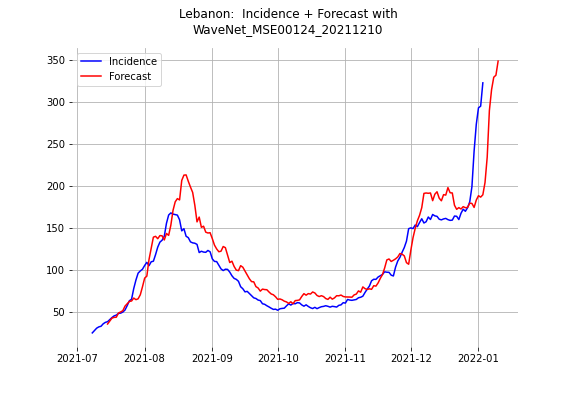 Lebanon:  Incidence + Forecast with
WaveNet_MSE00124_20211210
Incidence
Forecast
350
300
250
200
150
100
50
2021-07 2021-08 2021-09 2021-10 2021-11 2021-12 2022-01